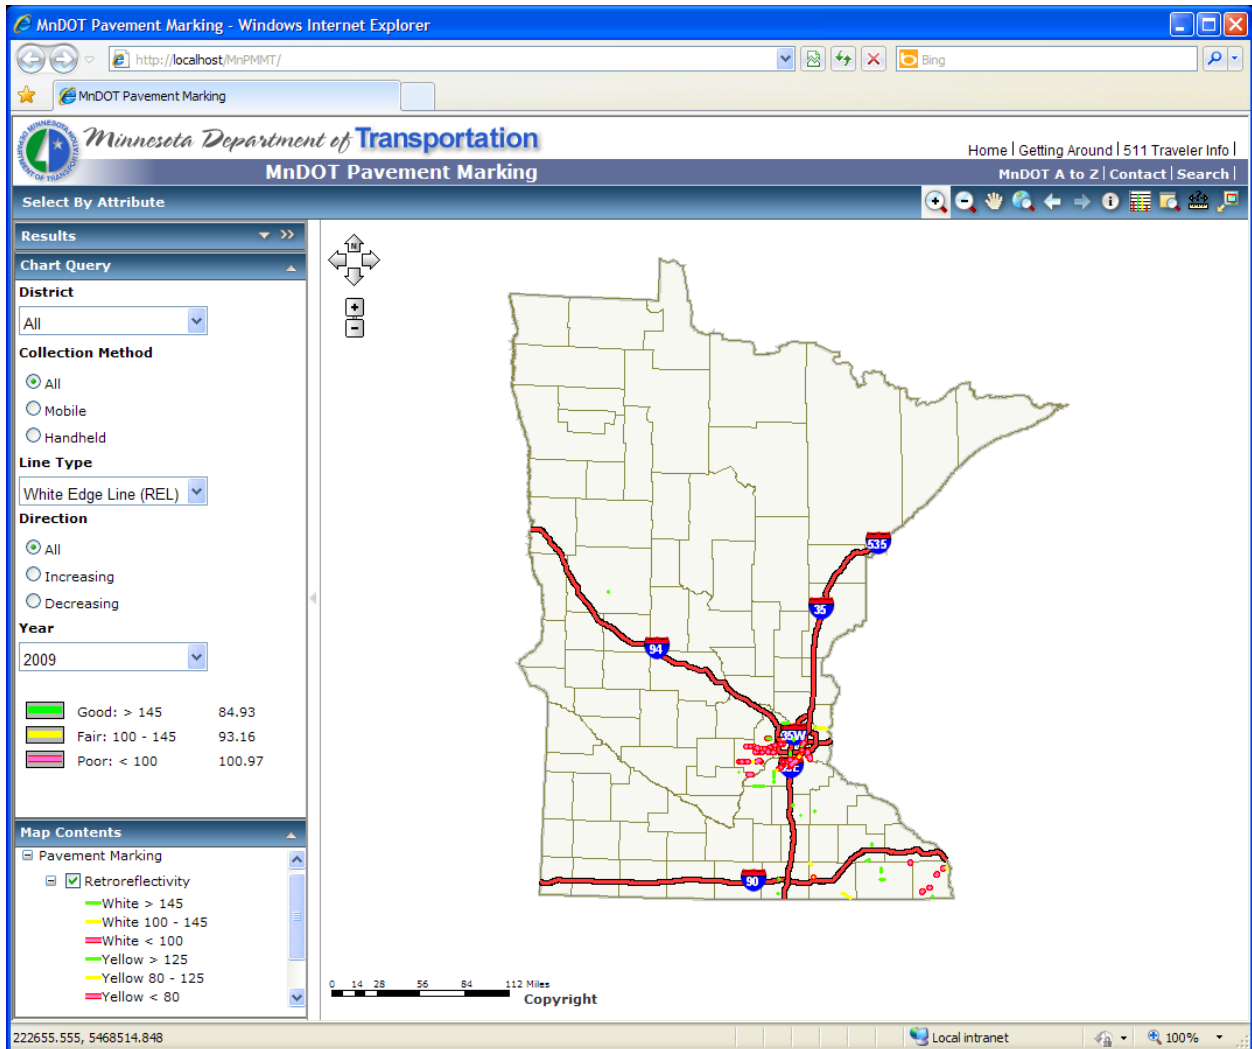 MnDOT Pavement Marking - Windows Internet Explorer
http://localhost/MnPMMT/
Bing
MnDOT Pavement Marking
Minnesota Department of Transportation
Home | Getting Around | 511 Traveler Info |
MnDOT Pavement Marking
MnDOT A to Z | Contact | Search |
Select By Attribute
Results
Chart Query
District
All
Collection Method
All
Mobile
Handheld
Line Type
White Edge Line (REL)
Direction
All
Increasing
Decreasing
Year
2009
Good: > 145 84.93
Fair: 100 - 145 93.16
Poor: < 100 100.97
Map Contents
Pavement Marking
Retroreflectivity
White > 145
White 100 - 145
White < 100
Yellow > 125
Yellow 80 - 125
Yellow < 80
N
535
35
94
35W
90
0 14 28 56 84 112 Miles
Copyright
222655.555, 5468514.848
Local intranet
100%